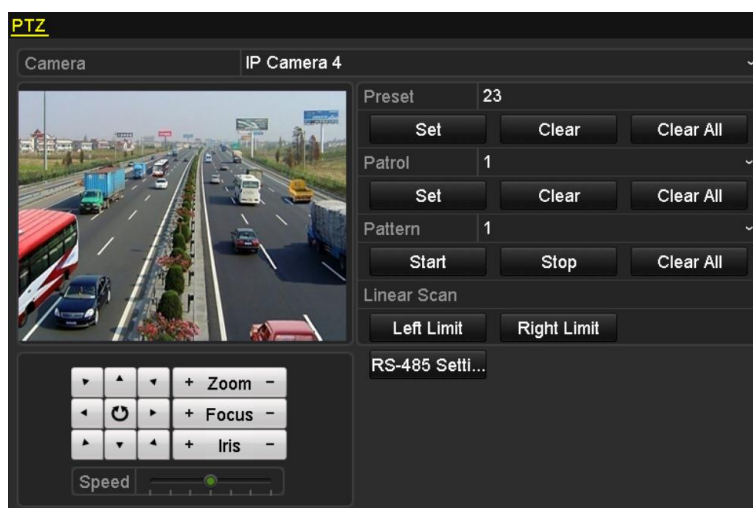 PTZ
Camera IP Camera 4
Preset 23
Set Clear Clear All
Patrol 1
Set Clear Clear All
Pattern 1
Start Stop Clear All
Linear Scan
Left Limit Right Limit
RS-485 Setti...
+ Zoom -
+ Focus -
+ Iris -
Speed